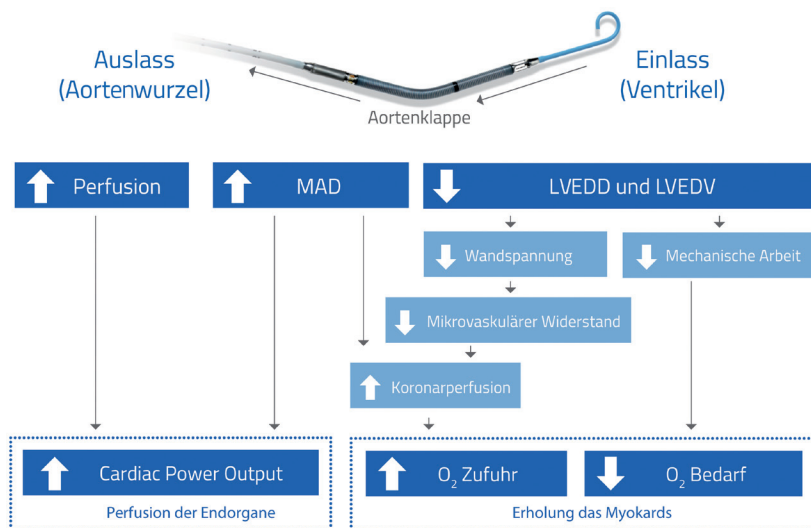 Auslass
(Aortenwurzel)
Einlass
(Ventrikel)
Aortenklappe
Perfusion
MAD
LVEDD und LVEDV
Wandspannung
Mechanische Arbeit
Mikrovaskulärer Widerstand
Koronarperfusion
Cardiac Power Output
O₂ Zufuhr
O₂ Bedarf
Perfusion der Endorgane
Erholung das Myokards